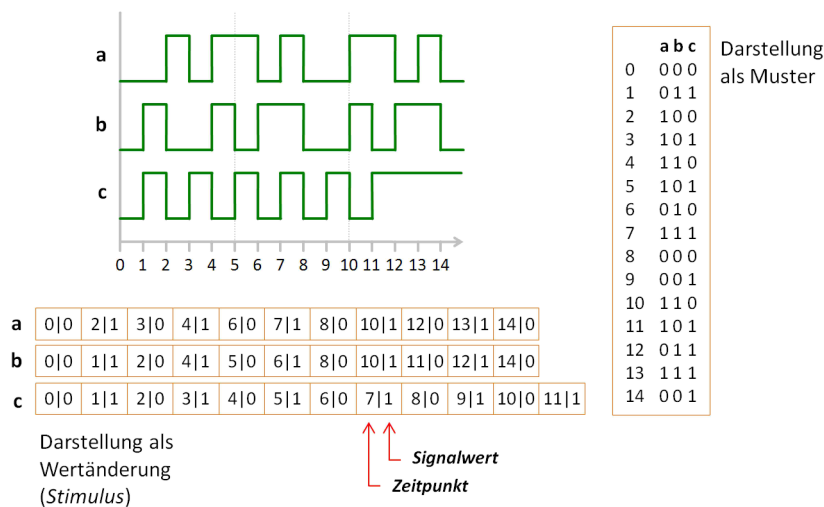 a
b
c
0 1 2 3 4 5 6 7 8 9 10 11 12 13 14
a 0|0 2|1 3|0 4|1 6|0 7|1 8|0 10|1 12|0 13|1 14|0
b 0|0 1|1 2|0 4|1 5|0 6|1 8|0 10|1 11|0 12|1 14|0
c 0|0 1|1 2|0 3|1 4|0 5|1 6|0 7|1 8|0 9|1 10|0 11|1
Darstellung als
Wertänderung
(Stimulus)
Signalwert
Zeitpunkt
a b c
0 0 0 0
1 0 1 1
2 1 0 0
3 1 0 1
4 1 1 0
5 1 0 1
6 0 1 0
7 1 1 1
8 0 0 0
9 0 0 1
10 1 1 0
11 1 0 1
12 0 1 1
13 1 1 1
14 0 0 1
Darstellung
als Muster